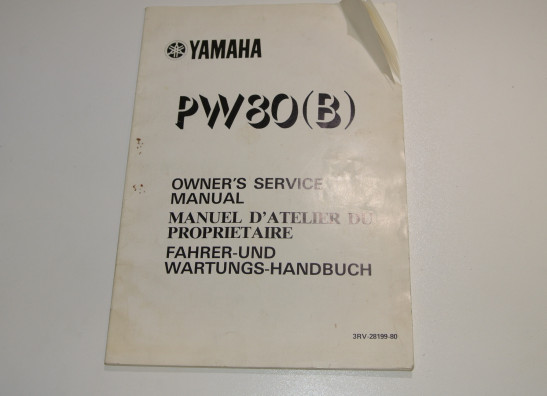 YAMAHA
PW80(B)
OWNER'S SERVICE
MANUAL
MANUEL D'ATELIER DU
PROPRIETAIRE
FAHRER-UND
WARTUNGS-HANDBUCH
3RV-28199-80